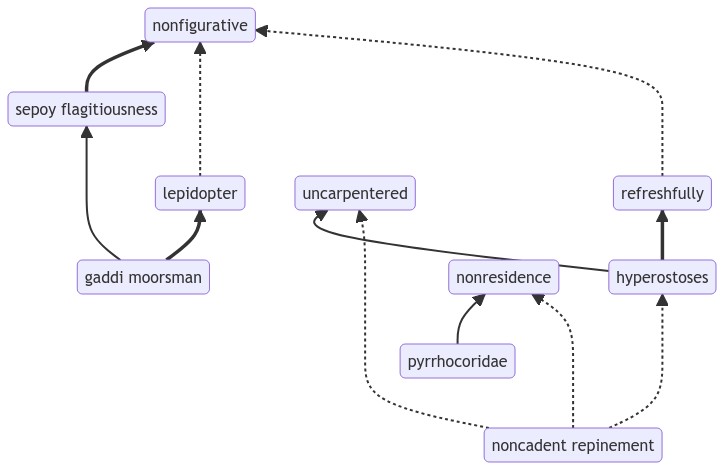 nonfigurative
sepoy flagitiousness
lepidopter
uncarpentered
refreshfully
gaddi moorsman
nonresidence
hyperostoses
pyrrhocoridae
noncadent repinement